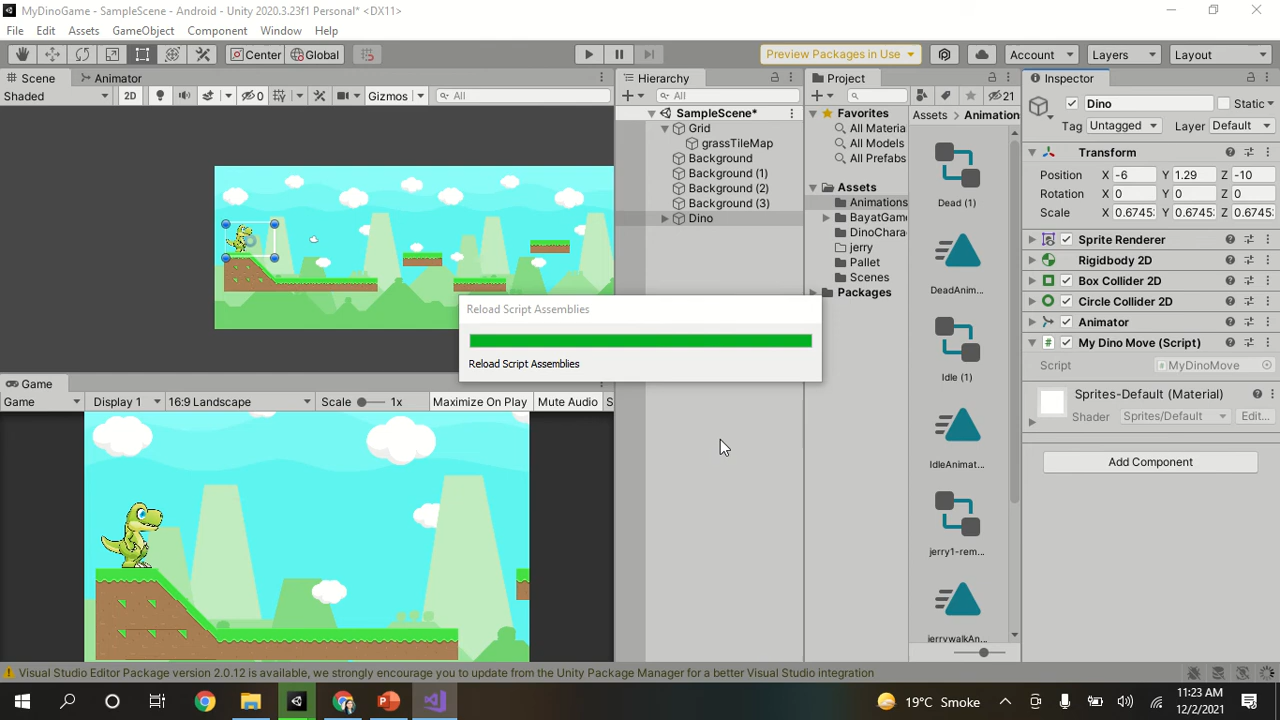 MyDinoGame - SampleScene - Android - Unity 2020.3.23f1 Personal* <DX11>
File Edit Assets GameObject Component Window Help
Center Global Preview Packages in Use Account Layers Layout
Scene Animator
Shaded 2D 0 Gizmos All
Hierarchy
All
SampleScene*
Grid
grassTileMap
Background
Background (1)
Background (2)
Background (3)
Dino
Project
21
Favorites
All Materia
All Models
All Prefabs
Assets
Animations
BayatGam
DinoChara
jerry
Pallet
Scenes
Packages
Assets > Animation
Dead (1)
DeadAnim...
Idle (1)
IdleAnimat...
jerry1-rem...
jerrywalkAn...
Inspector
Dino Static
Tag Untagged Layer Default
Transform
Position X -6 Y 1.29 Z -10
Rotation X 0 Y 0 Z 0
Scale X 0.6745: Y 0.6745: Z 0.6745:
Sprite Renderer
Rigidbody 2D
Box Collider 2D
Circle Collider 2D
Animator
My Dino Move (Script)
Script MyDinoMove
Sprites-Default (Material)
Shader Sprites/Default Edit...
Add Component
Reload Script Assemblies
Reload Script Assemblies
Game
Game Display 1 16:9 Landscape Scale 1x Maximize On Play Mute Audio S
Visual Studio Editor Package version 2.0.12 is available, we strongly encourage you to update from the Unity Package Manager for a better Visual Studio integration
19°C Smoke
11:23 AM
12/2/2021